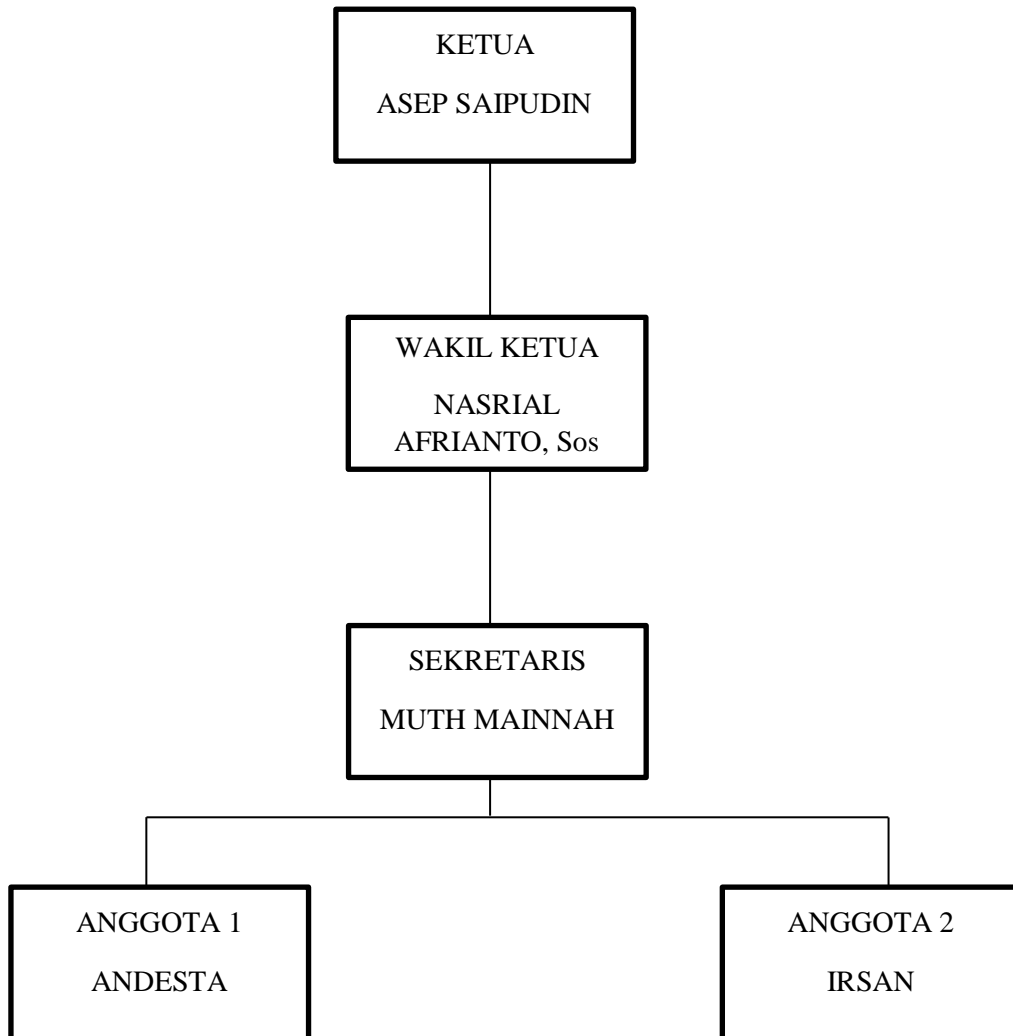 KETUA
ASEP SAIPUDIN
WAKIL KETUA
NASRIAL
AFRIANTO, Sos
SEKRETARIS
MUTH MAINNAH
ANGGOTA 1
ANDESTA
ANGGOTA 2
IRSAN